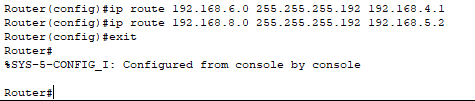 Router(config)#ip route 192.168.6.0 255.255.255.192 192.168.4.1
Router(config)#ip route 192.168.8.0 255.255.255.192 192.168.5.2
Router(config)#exit
Router#
%SYS-5-CONFIG_I: Configured from console by console
Router#